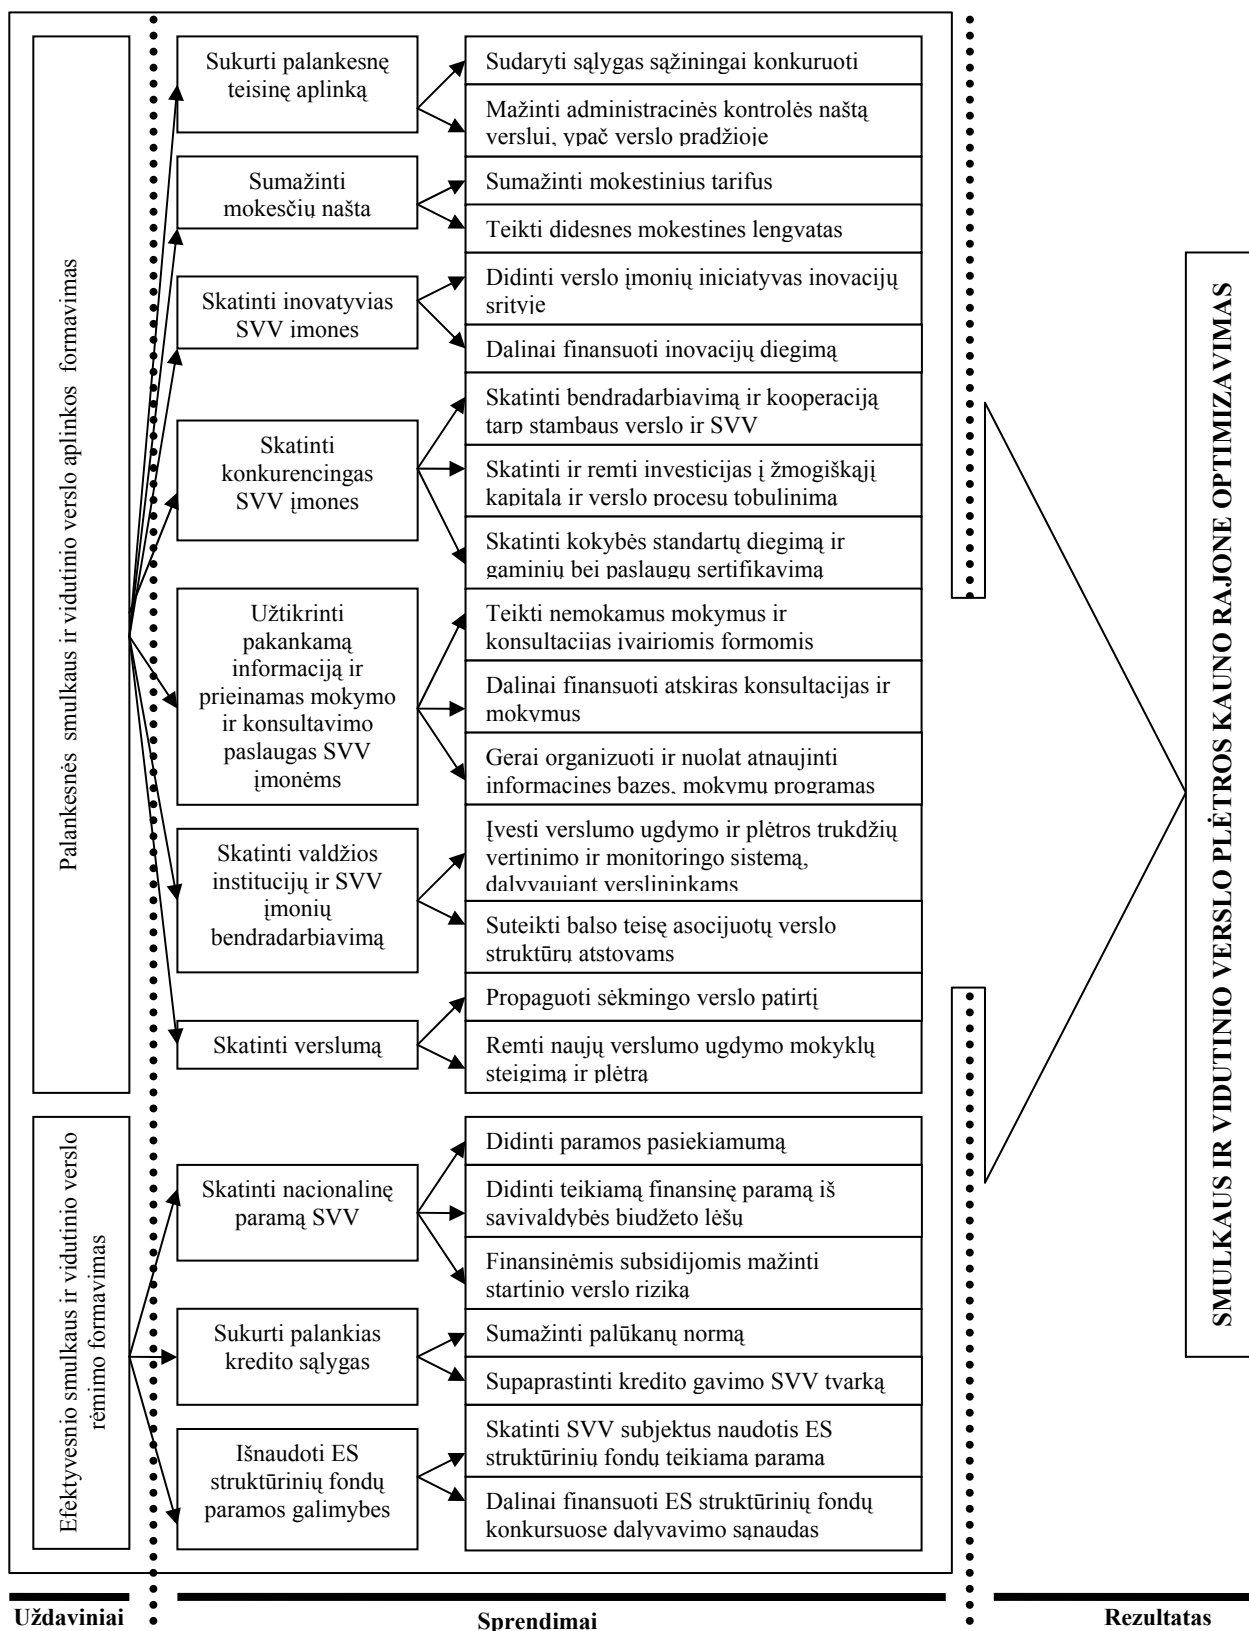 Palankesnės smulkaus ir vidutinio verslo aplinkos formavimas
Sukurti palankesnę
teisinę aplinką
Sudaryti sąlygas sąžiningai konkuruoti
Mažinti administracinės kontrolės naštą
verslui, ypač verslo pradžioje
Sumažinti
mokesčių našta
Sumažinti mokestinius tarifus
Teikti didesnes mokestines lengvatas
Skatinti inovatyvias
SVV imones
Didinti verslo įmonių iniciatyvas inovacijų
srityje
Dalinai finansuoti inovacijų diegimą
Skatinti
konkurencingas
SVV įmones
Skatinti bendradarbiavimą ir kooperaciją
tarp stambaus verslo ir SVV
Skatinti ir remti investicijas į žmogiškąjį
kapitala ir verslo procesu tobulinima
Skatinti kokybės standartų diegimą ir
gaminių bei paslaugu sertifikavimą
Užtikrinti
pakankamą
informaciją ir
prieinamas mokymo
ir konsultavimo
paslaugas SVV
įmonėms
Teikti nemokamus mokymus ir
konsultacijas ivairiomis formomis
Dalinai finansuoti atskiras konsultacijas ir
mokymus
Gerai organizuoti ir nuolat atnaujinti
informacines bazes, mokymu programas
Skatinti valdžios
institucijų ir SVV
įmonių
bendradarbiavimą
Įvesti verslumo ugdymo ir plėtros trukdžių
vertinimo ir monitoringo sistemą,
dalyvaujant verslininkams
Suteikti balso teisę asocijuotų verslo
struktūru atstovams
Skatinti verslumą
Propaguoti sėkmingo verslo patirtį
Remti naujų verslumo ugdymo mokyklų
steigimą ir plėtrą
Efektyvesnio smulkaus ir vidutinio verslo
rėmimo formavimas
Skatinti nacionalinę
paramą SVV
Didinti paramos pasiekiamumą
Didinti teikiamą finansinę paramą iš
savivaldybės biudžeto lėšu
Finansinėmis subsidijomis mažinti
startinio verslo riziką
Sukurti palankias
kredito sąlygas
Sumažinti palūkanų normą
Supaprastinti kredito gavimo SVV tvarką
Išnaudoti ES
struktūrinių fondų
paramos galimybes
Skatinti SVV subjektus naudotis ES
struktūrinių fondu teikiama parama
Dalinai finansuoti ES struktūrinių fondų
konkursuose dalyvavimo sąnaudas
SMULKAUS IR VIDUTINIO VERSLO PLĖTROS KAUNO RAJONE OPTIMIZAVIMAS
Uždaviniai
Sprendimai
Rezultatas